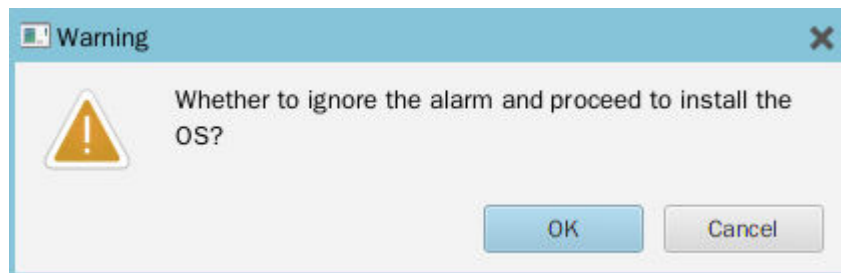 Warning
Whether to ignore the alarm and proceed to install the
OS?
OK
Cancel